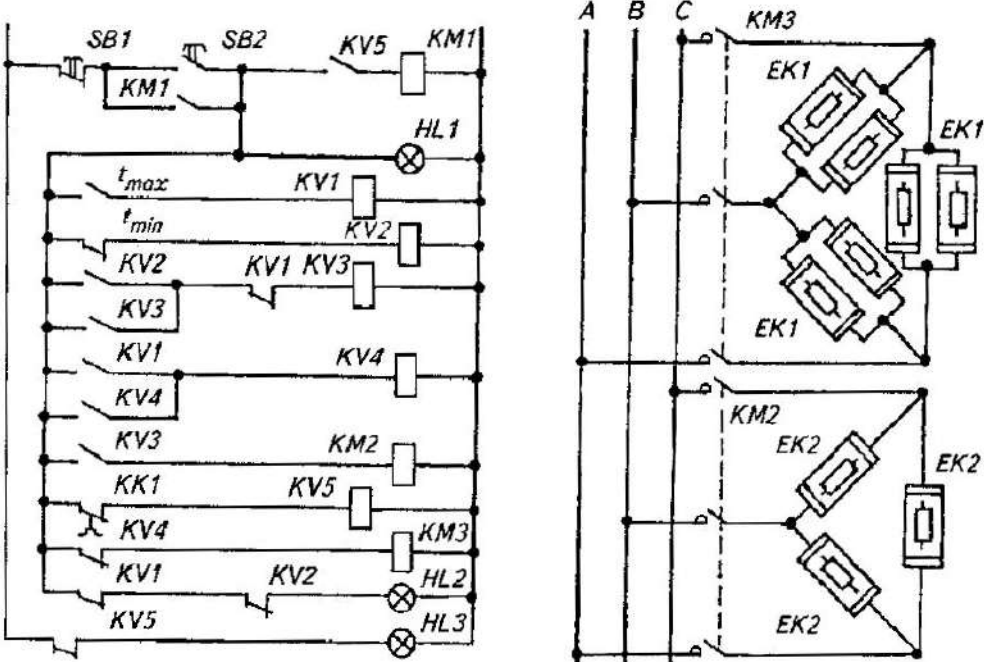 SB1 SB2 KV5 KM1
KM1
HL1
tmax KV1
tmin KV2
KV2 KV1 KV3
KV3
KV1 KV4
KV4
KV3 KM2
KK1 KV5
KV4 KM3
KV1 KV2 HL2
KV5 HL3
A B C KM3
EK1
EK1
EK1
KM2
EK2
EK2
EK2